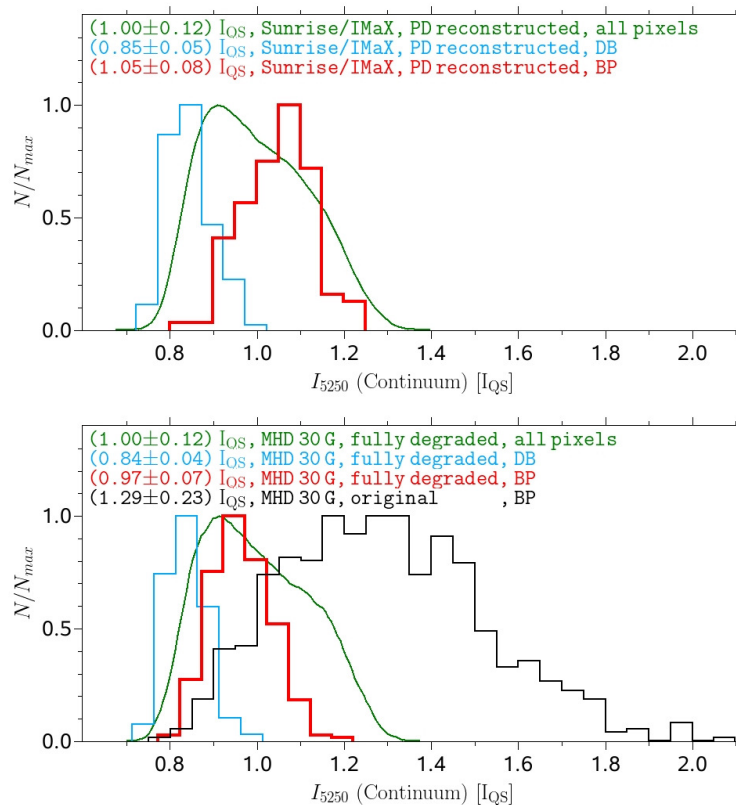 (1.00±0.12) I_QS, Sunrise/IMaX, PD reconstructed, all pixels
(0.85±0.05) I_QS, Sunrise/IMaX, PD reconstructed, DB
(1.05±0.08) I_QS, Sunrise/IMaX, PD reconstructed, BP
1.0
0.5
0.0
N/N_max
0.8 1.0 1.2 1.4 1.6 1.8 2.0
I_5250 (Continuum) [I_QS]
(1.00±0.12) I_QS, MHD 30 G, fully degraded, all pixels
(0.84±0.04) I_QS, MHD 30 G, fully degraded, DB
(0.97±0.07) I_QS, MHD 30 G, fully degraded, BP
(1.29±0.23) I_QS, MHD 30 G, original , BP
1.0
0.5
0.0
N/N_max
0.8 1.0 1.2 1.4 1.6 1.8 2.0
I_5250 (Continuum) [I_QS]